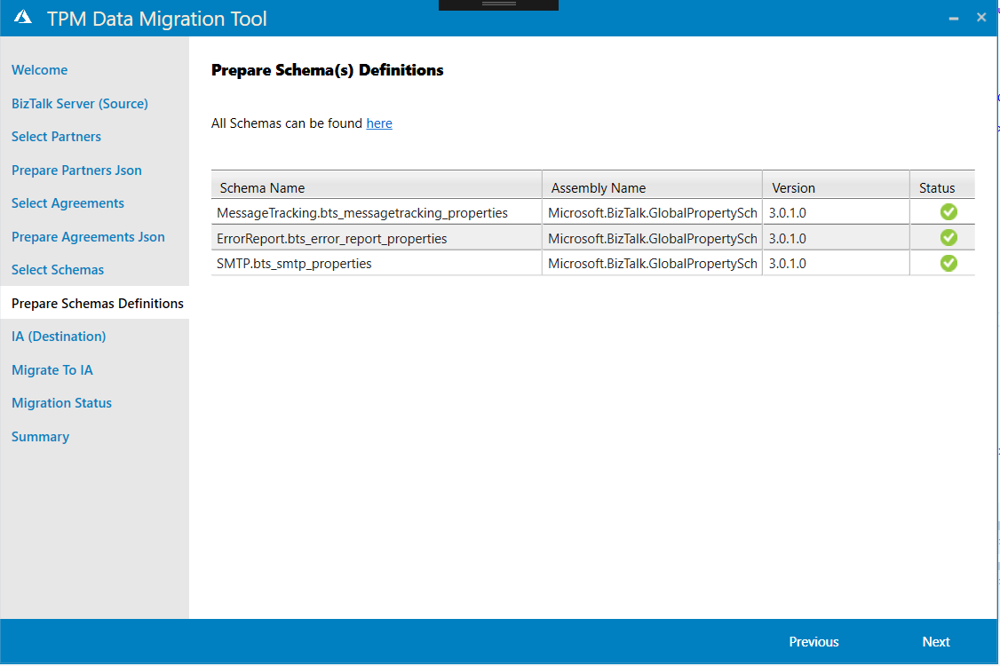 TPM Data Migration Tool
Welcome
BizTalk Server (Source)
Select Partners
Prepare Partners Json
Select Agreements
Prepare Agreements Json
Select Schemas
Prepare Schemas Definitions
IA (Destination)
Migrate To IA
Migration Status
Summary
Prepare Schema(s) Definitions
All Schemas can be found here
Schema Name Assembly Name Version Status
MessageTracking.bts_messagetracking_properties Microsoft.BizTalk.GlobalPropertySch 3.0.1.0
ErrorReport.bts_error_report_properties Microsoft.BizTalk.GlobalPropertySch 3.0.1.0
SMTP.bts_smtp_properties Microsoft.BizTalk.GlobalPropertySch 3.0.1.0
Previous Next